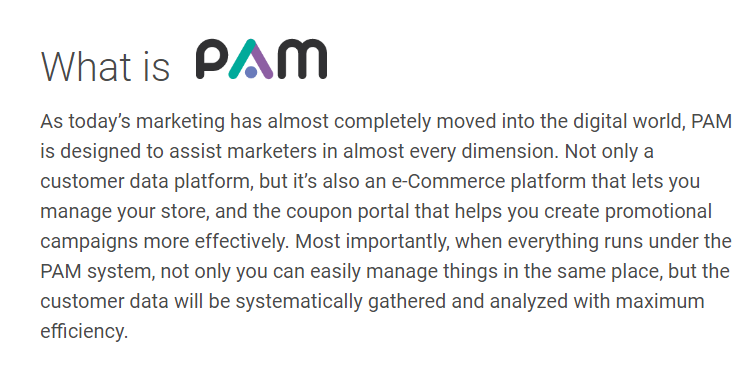 What is PAM
As today's marketing has almost completely moved into the digital world, PAM
is designed to assist marketers in almost every dimension. Not only a
customer data platform, but it's also an e-Commerce platform that lets you
manage your store, and the coupon portal that helps you create promotional
campaigns more effectively. Most importantly, when everything runs under the
PAM system, not only you can easily manage things in the same place, but the
customer data will be systematically gathered and analyzed with maximum
efficiency.